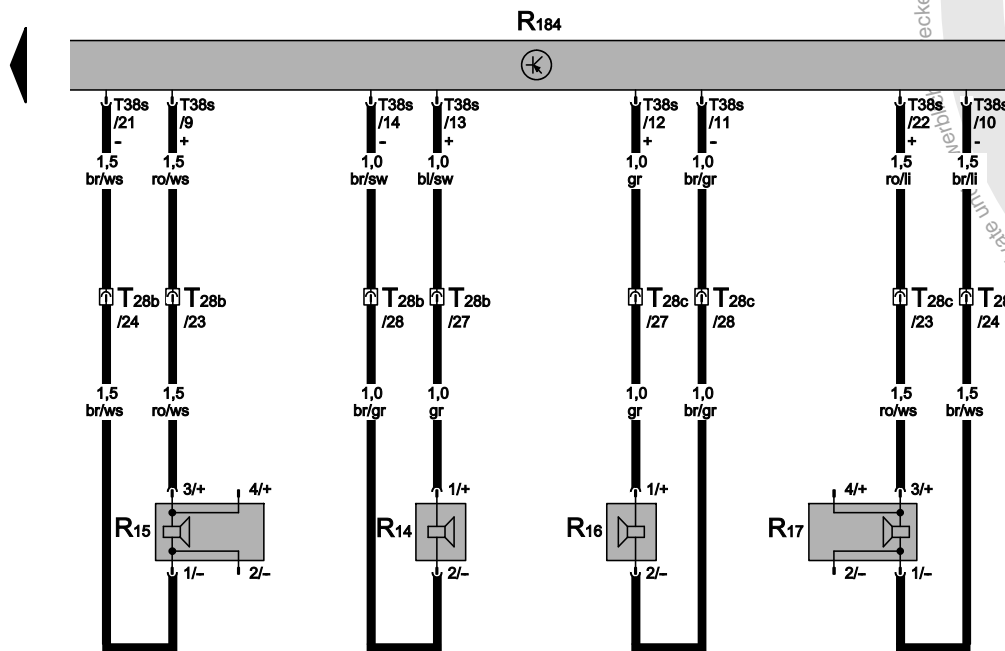 R184
T38s T38s T38s T38s T38s T38s T38s T38s
/21 /9 /14 /13 /12 /11 /22 /10
- + - + + - + -
1,5 1,5 1,0 1,0 1,0 1,0 1,5 1,5
br/ws ro/ws br/sw bl/sw gr br/gr ro/li br/li
T28b T28b T28b T28b T28c T28c T28c T28
/24 /23 /28 /27 /27 /28 /23 /24
1,5 1,5 1,0 1,0 1,0 1,0 1,5 1,5
br/ws ro/ws br/gr gr gr br/gr ro/ws br/ws
3/+ 4/+ 1/+ 1/+ 4/+ 3/+
R15 R14 R16 R17
1/– 2/– 2/– 2/– 2/– 1/–